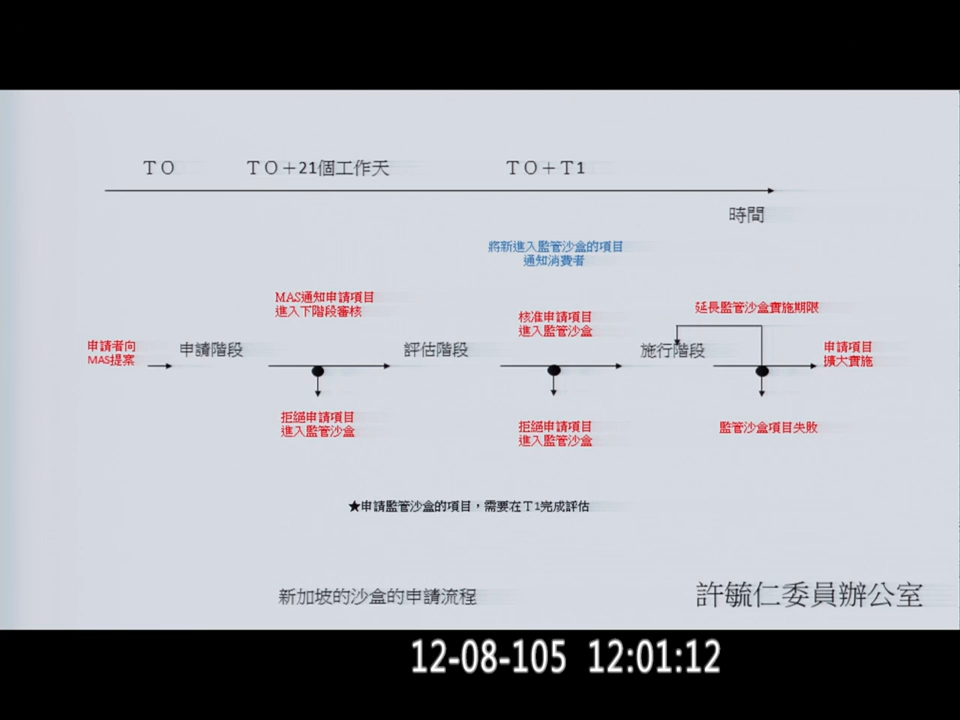 ＴＯ
ＴＯ＋21個工作天
ＴＯ＋Ｔ1
時間
將新進入監管沙盒的項目
通知消費者
MAS通知申請項目
進入下階段審核
核准申請項目
進入監管沙盒
延長監管沙盒實施期限
申請者向
MAS提案
申請階段
評估階段
施行階段
申請項目
擴大實施
拒絕申請項目
進入監管沙盒
拒絕申請項目
進入監管沙盒
監管沙盒項目失敗
★申請監管沙盒的項目，需要在Ｔ1完成評估
新加坡的沙盒的申請流程
許毓仁委員辦公室
12-08-105 12:01:12